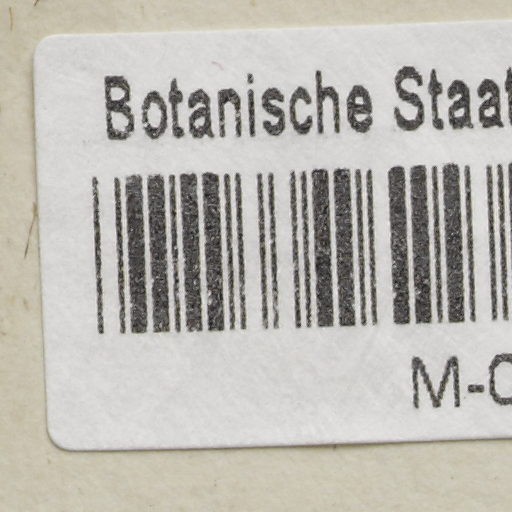 Botanische Staat
M-